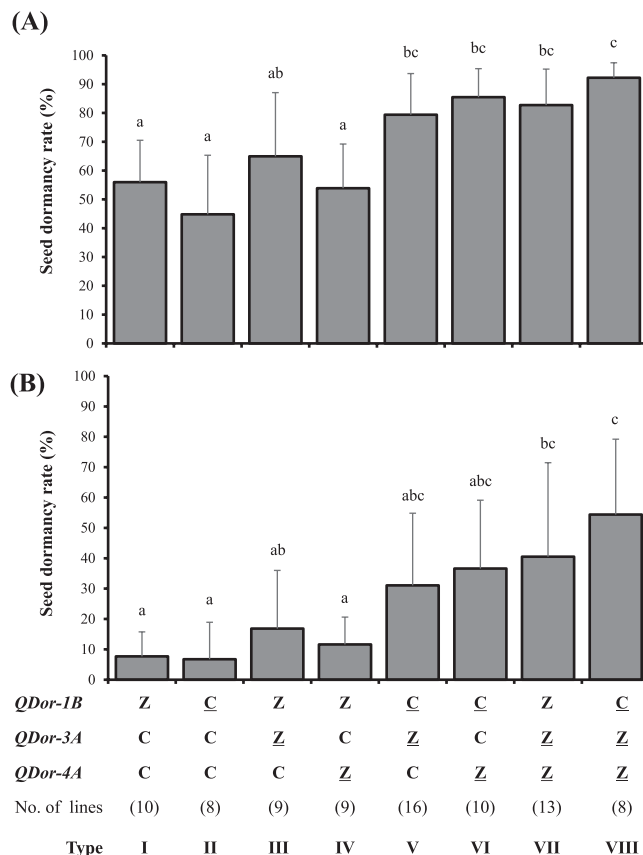 (A)
Seed dormancy rate (%)
100
90
80
70
60
50
40
30
20
10
0
a
a
ab
a
bc
bc
bc
c
(B)
Seed dormancy rate (%)
100
90
80
70
60
50
40
30
20
10
0
a
a
ab
a
abc
abc
bc
c
QDor-1B Z C Z Z C C Z C
QDor-3A C C Z C Z C Z Z
QDor-4A C C C Z C Z Z Z
No. of lines (10) (8) (9) (9) (16) (10) (13) (8)
Type I II III IV V VI VII VIII